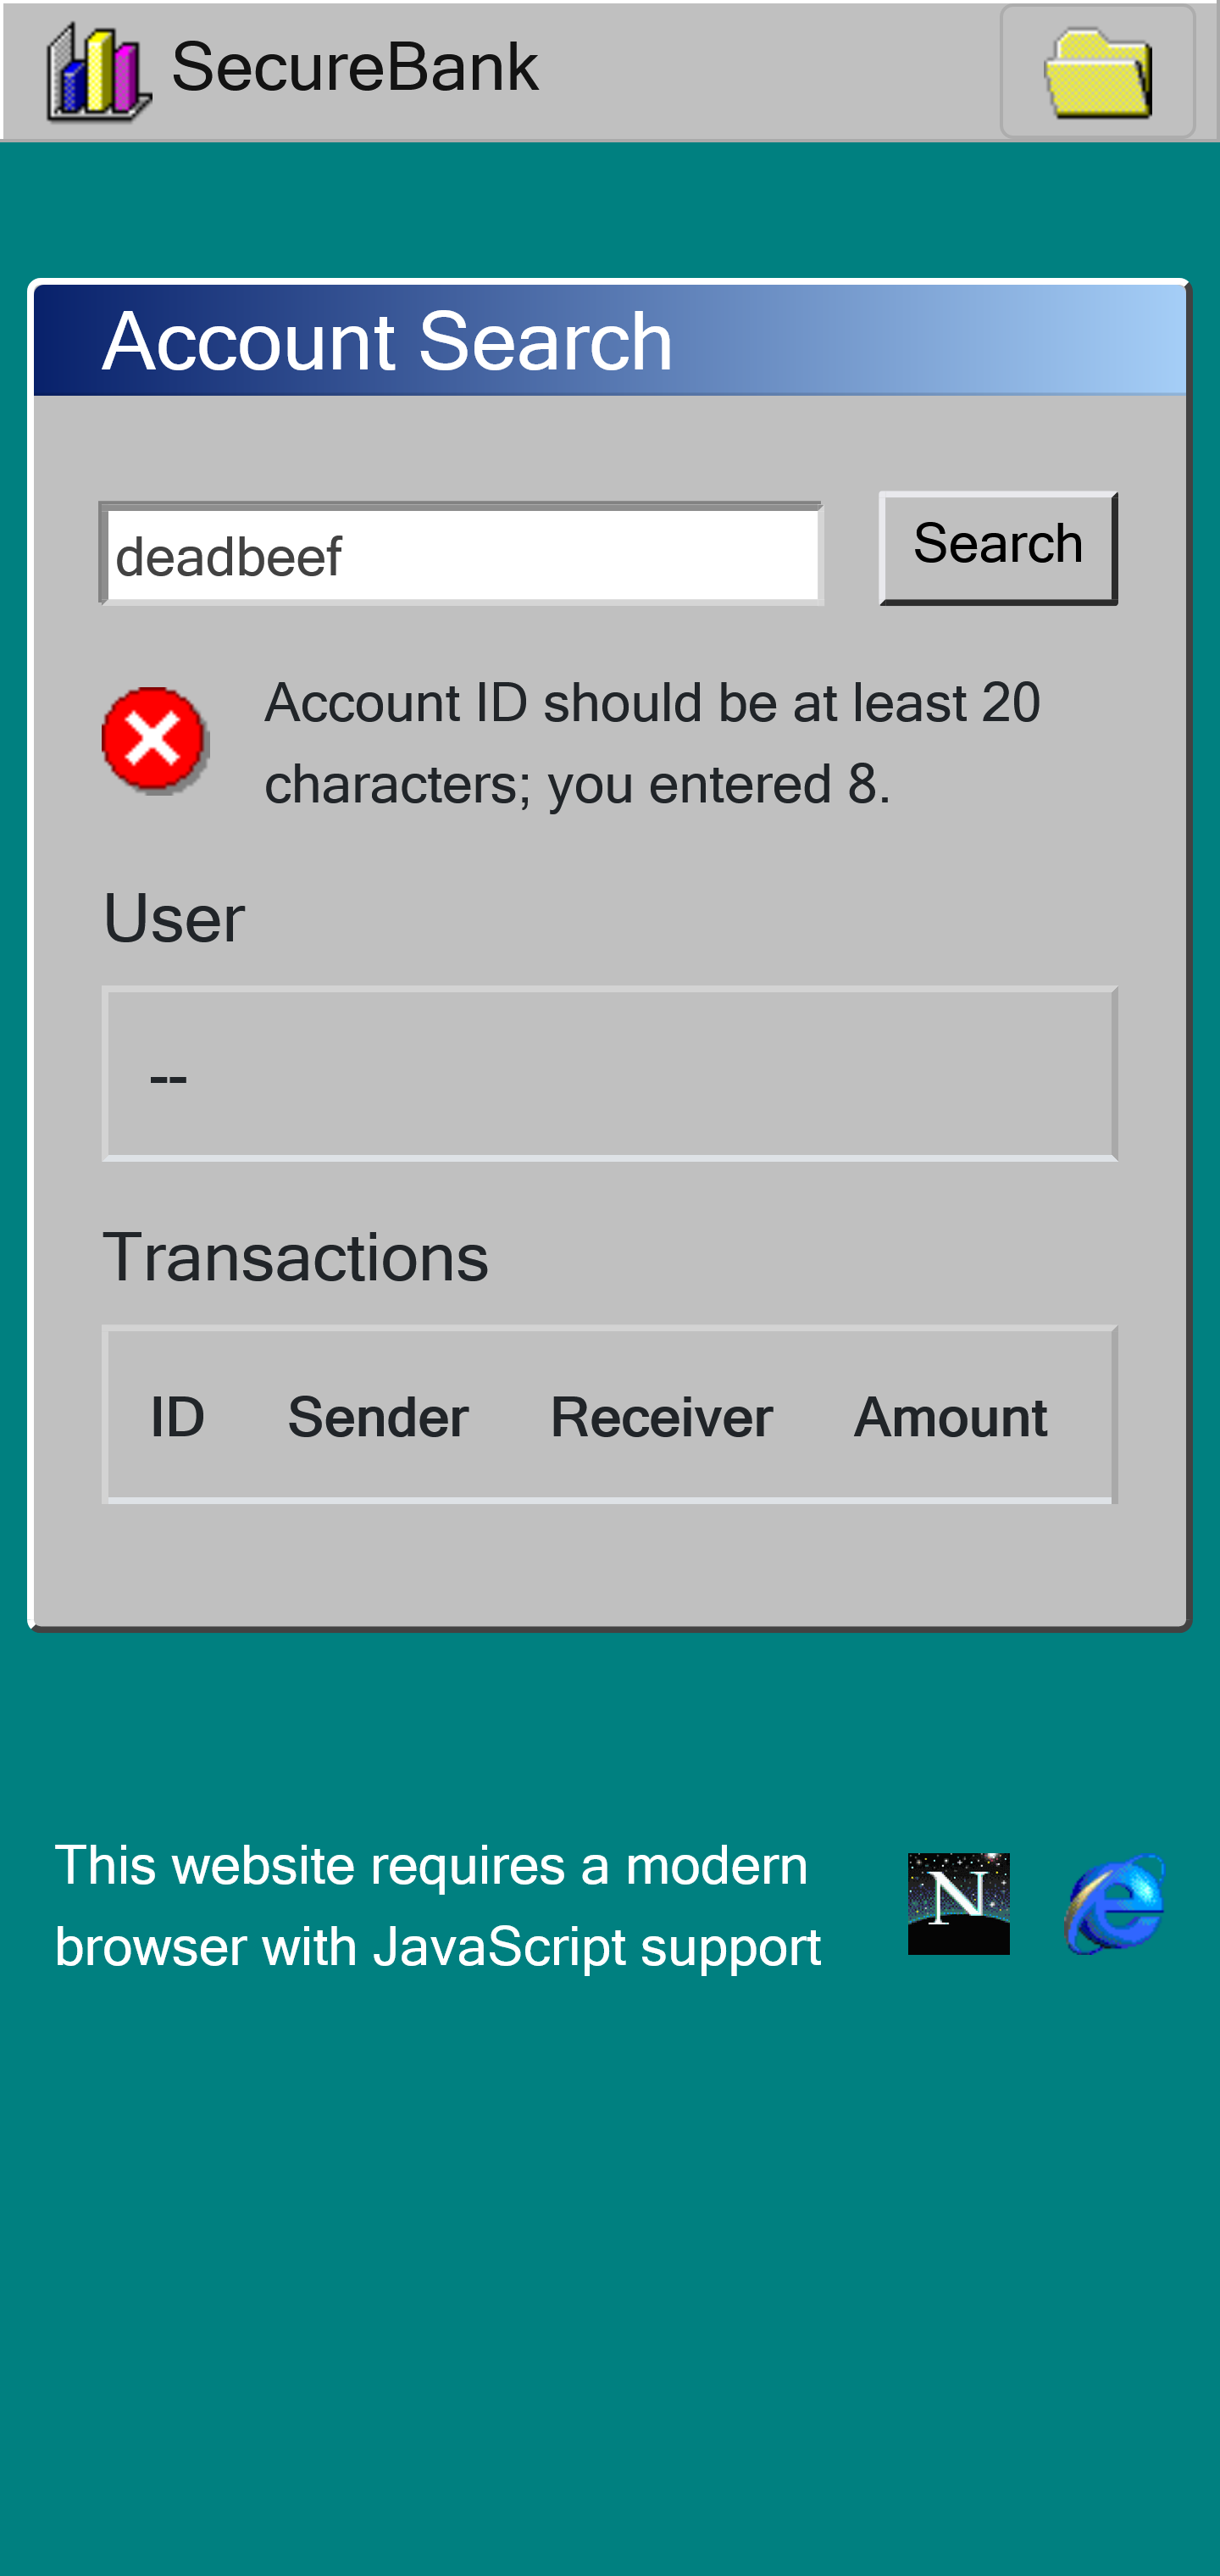 SecureBank
Account Search
deadbeef
Search
Account ID should be at least 20
characters; you entered 8.
User
--
Transactions
ID Sender Receiver Amount
This website requires a modern
browser with JavaScript support
N
e